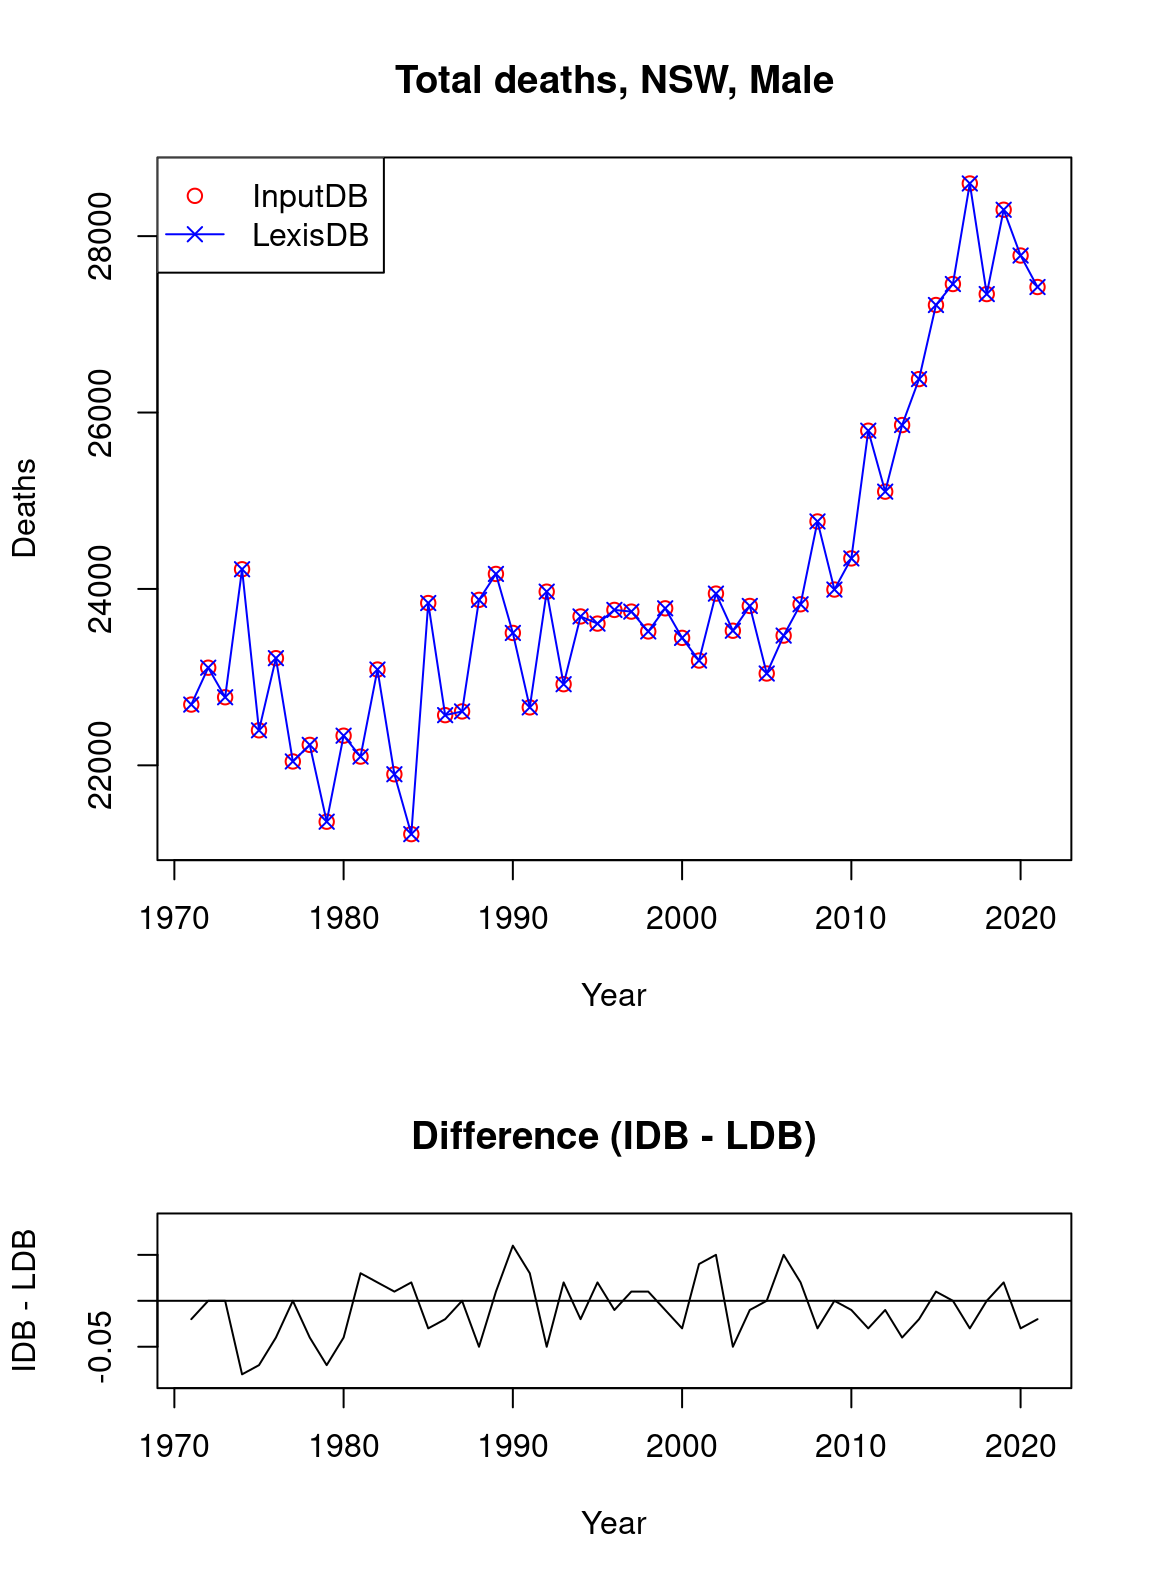 Total deaths, NSW, Male
InputDB
LexisDB
28000
26000
24000
22000
Deaths
1970 1980 1990 2000 2010 2020
Year
Difference (IDB - LDB)
IDB - LDB
-0.05
1970 1980 1990 2000 2010 2020
Year